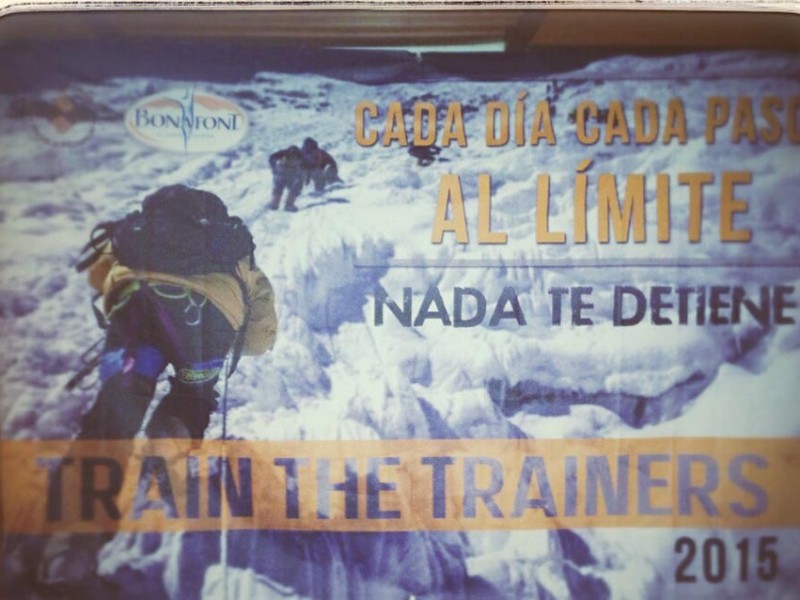 BONAFONT
CADA DÍA CADA PASO
AL LÍMITE
NADA TE DETIENE
TRAIN THE TRAINERS
2015